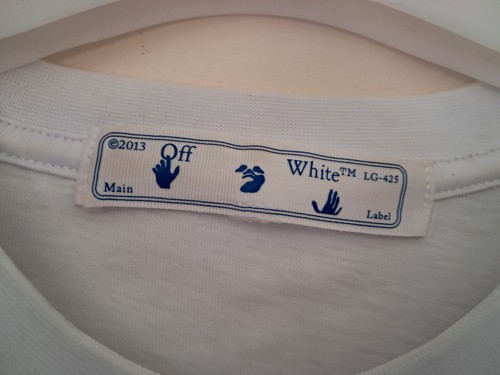 ©2013 Off White™ LG-425
Main Label